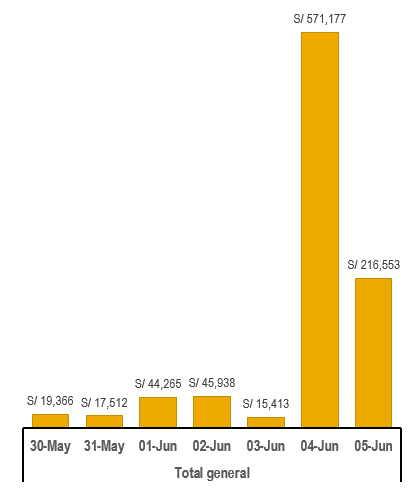 S/ 571,177
S/ 216,553
S/ 44,265
S/ 45,938
S/ 19,366
S/ 17,512
S/ 15,413
30-May 31-May 01-Jun 02-Jun 03-Jun 04-Jun 05-Jun
Total general